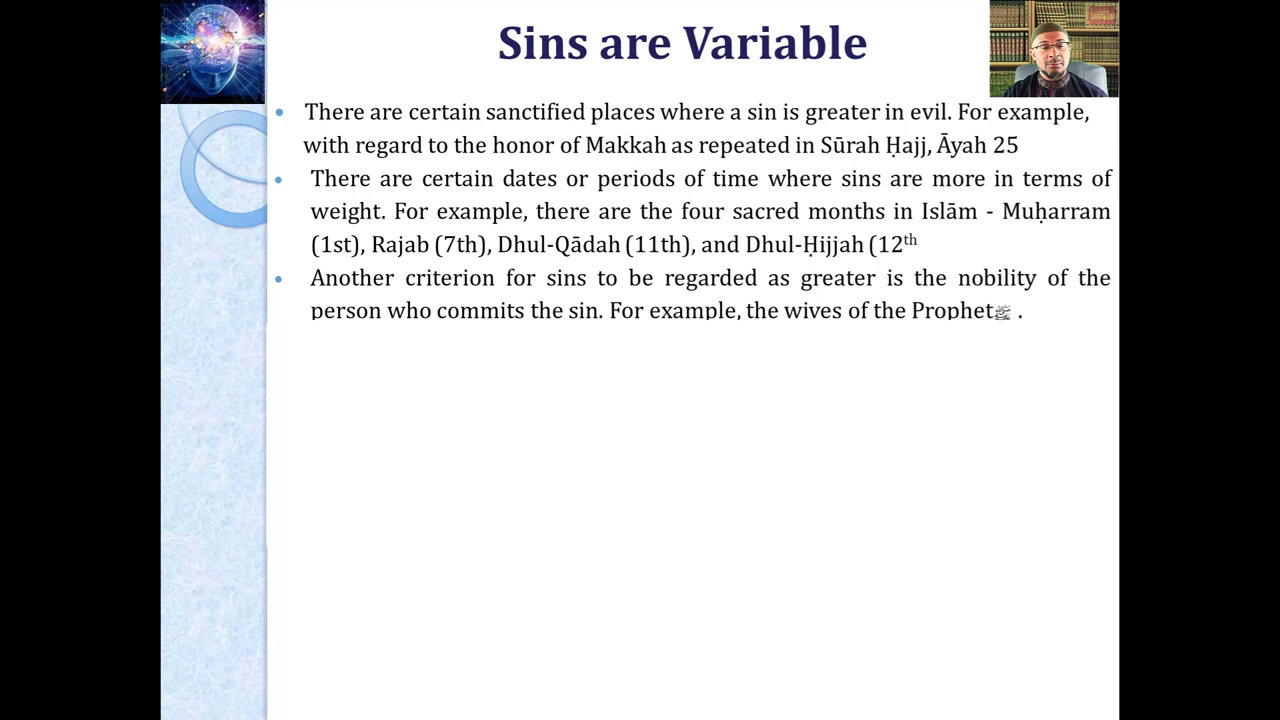 Sins are Variable
• There are certain sanctified places where a sin is greater in evil. For example,
with regard to the honor of Makkah as repeated in Sūrah Ḥajj, Āyah 25
• There are certain dates or periods of time where sins are more in terms of
weight. For example, there are the four sacred months in Islām - Muḥarram
(1st), Rajab (7th), Dhul-Qādah (11th), and Dhul-Ḥijjah (12th
• Another criterion for sins to be regarded as greater is the nobility of the
person who commits the sin. For example, the wives of the Prophetﷺ .